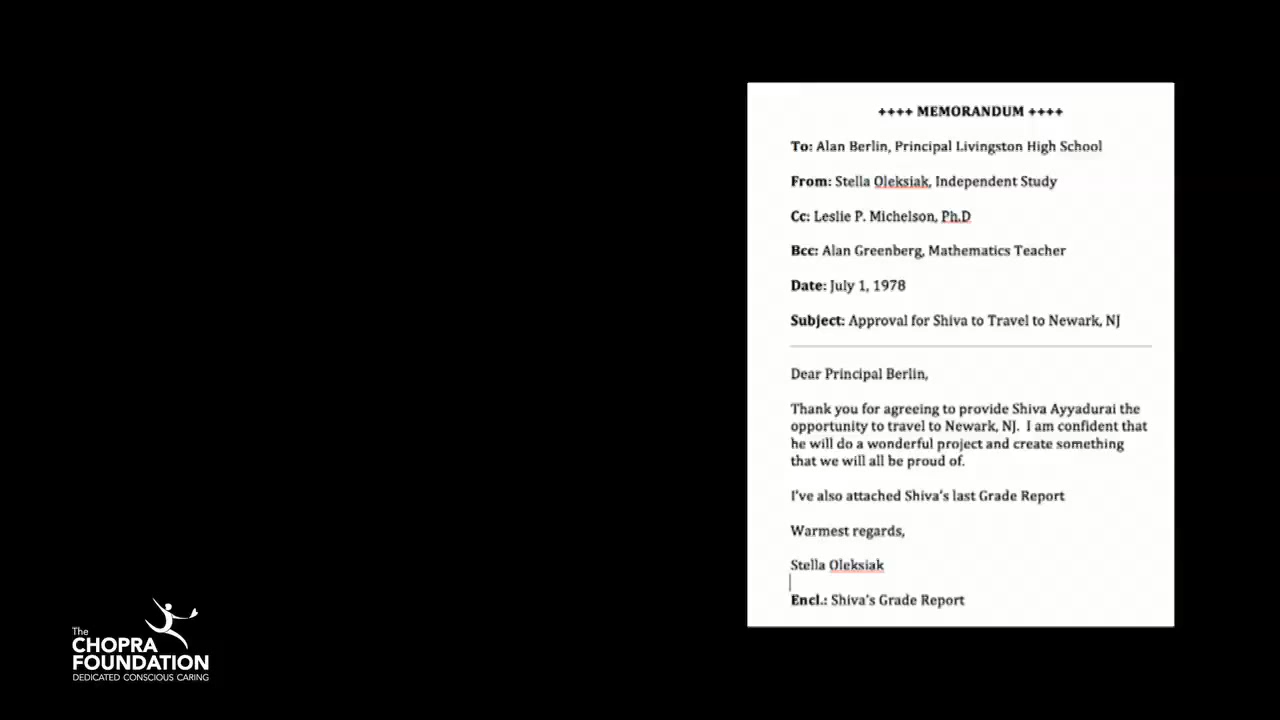 ++++ MEMORANDUM ++++
To: Alan Berlin, Principal Livingston High School
From: Stella Oleksiak, Independent Study
Cc: Leslie P. Michelson, Ph.D
Bcc: Alan Greenberg, Mathematics Teacher
Date: July 1, 1978
Subject: Approval for Shiva to Travel to Newark, NJ
Dear Principal Berlin,
Thank you for agreeing to provide Shiva Ayyadurai the
opportunity to travel to Newark, NJ.  I am confident that
he will do a wonderful project and create something
that we will all be proud of.
I've also attached Shiva's last Grade Report
Warmest regards,
Stella Oleksiak
Encl.: Shiva's Grade Report
The
CHOPRA
FOUNDATION
DEDICATED CONSCIOUS CARING